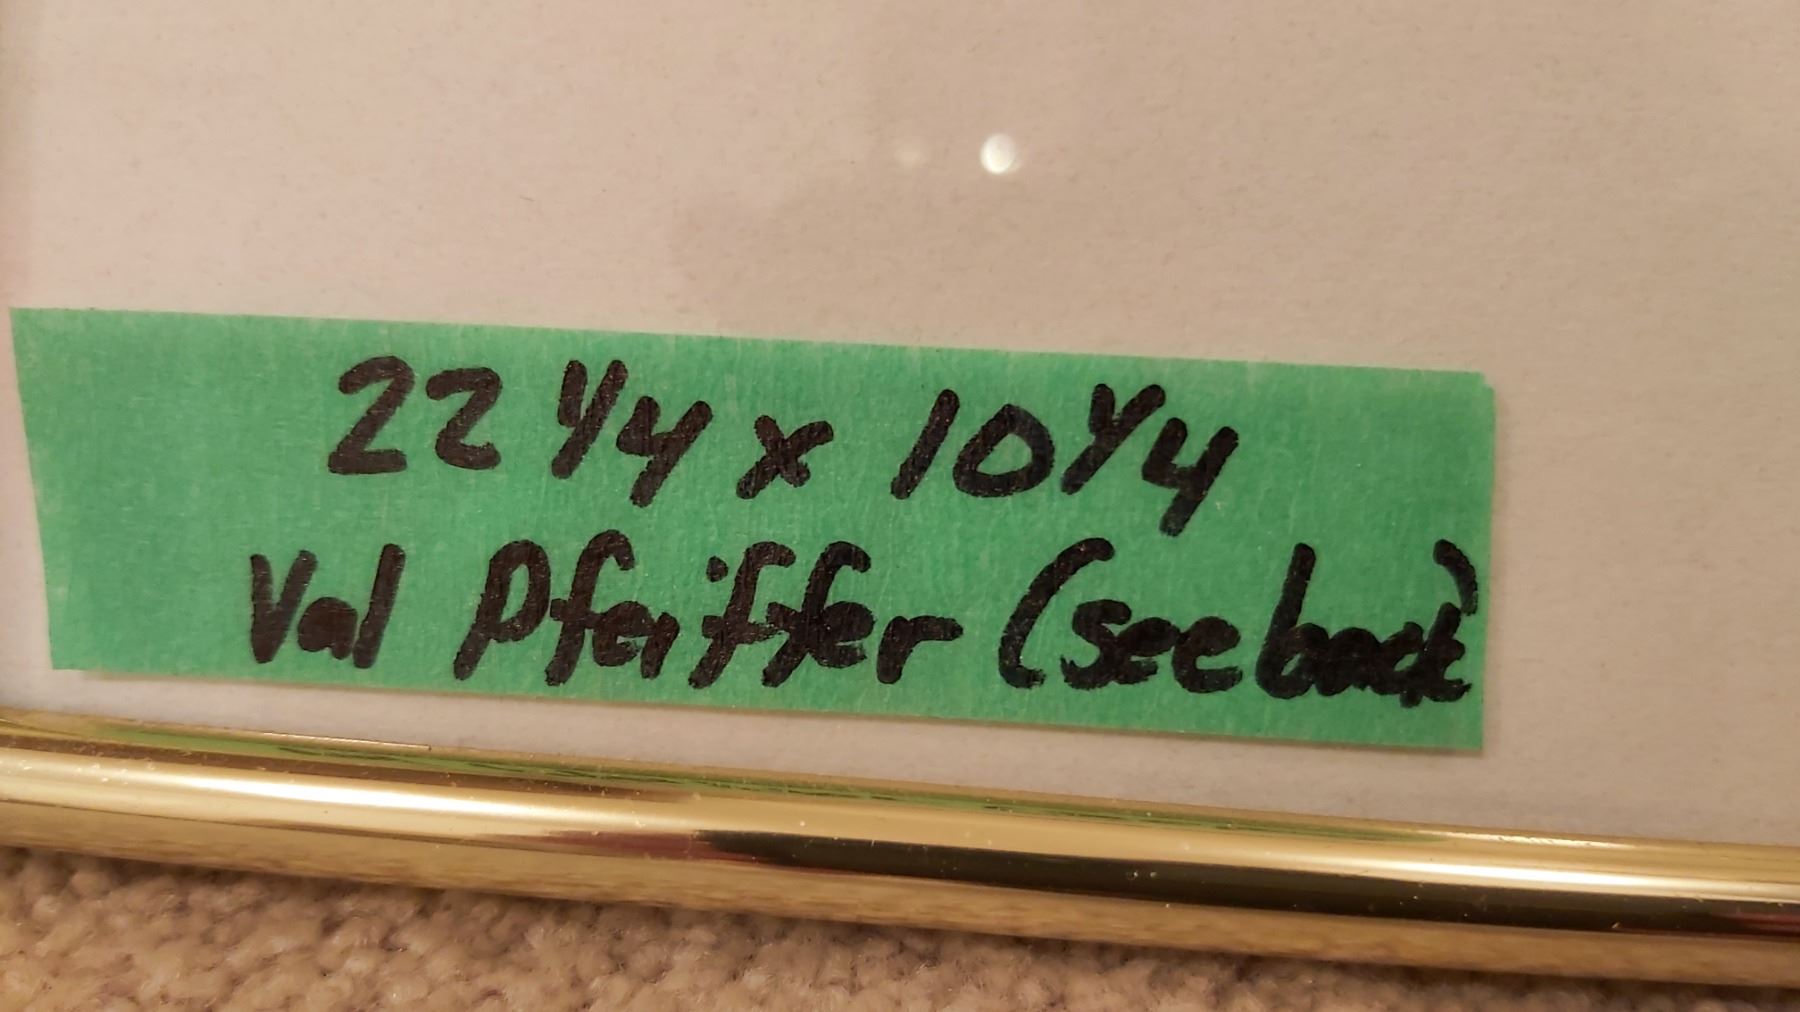 22 1/4 x 10 1/4
Val Pfeiffer (see back)